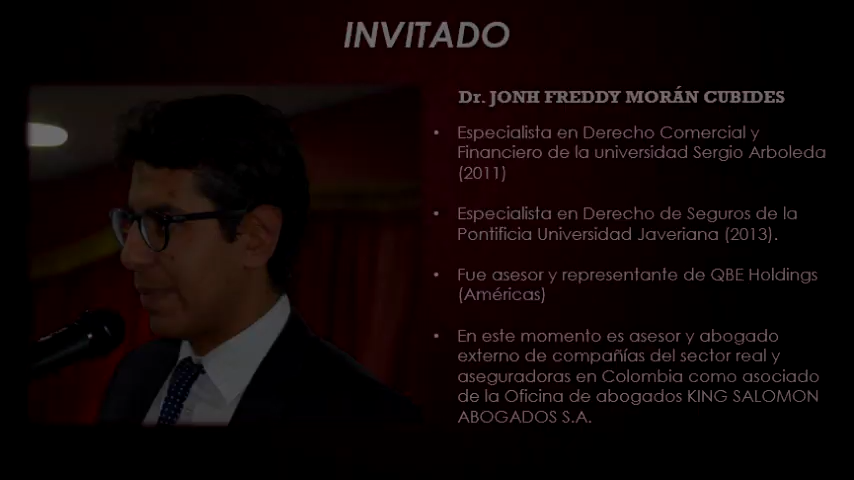 INVITADO
Dr. JONH FREDDY MORÁN CUBIDES
• Especialista en Derecho Comercial y
Financiero de la universidad Sergio Arboleda
(2011)
• Especialista en Derecho de Seguros de la
Pontificia Universidad Javeriana (2013).
• Fue asesor y representante de QBE Holdings
(Américas)
• En este momento es asesor y abogado
externo de compañías del sector real y
aseguradoras en Colombia como asociado
de la Oficina de abogados KING SALOMON
ABOGADOS S.A.